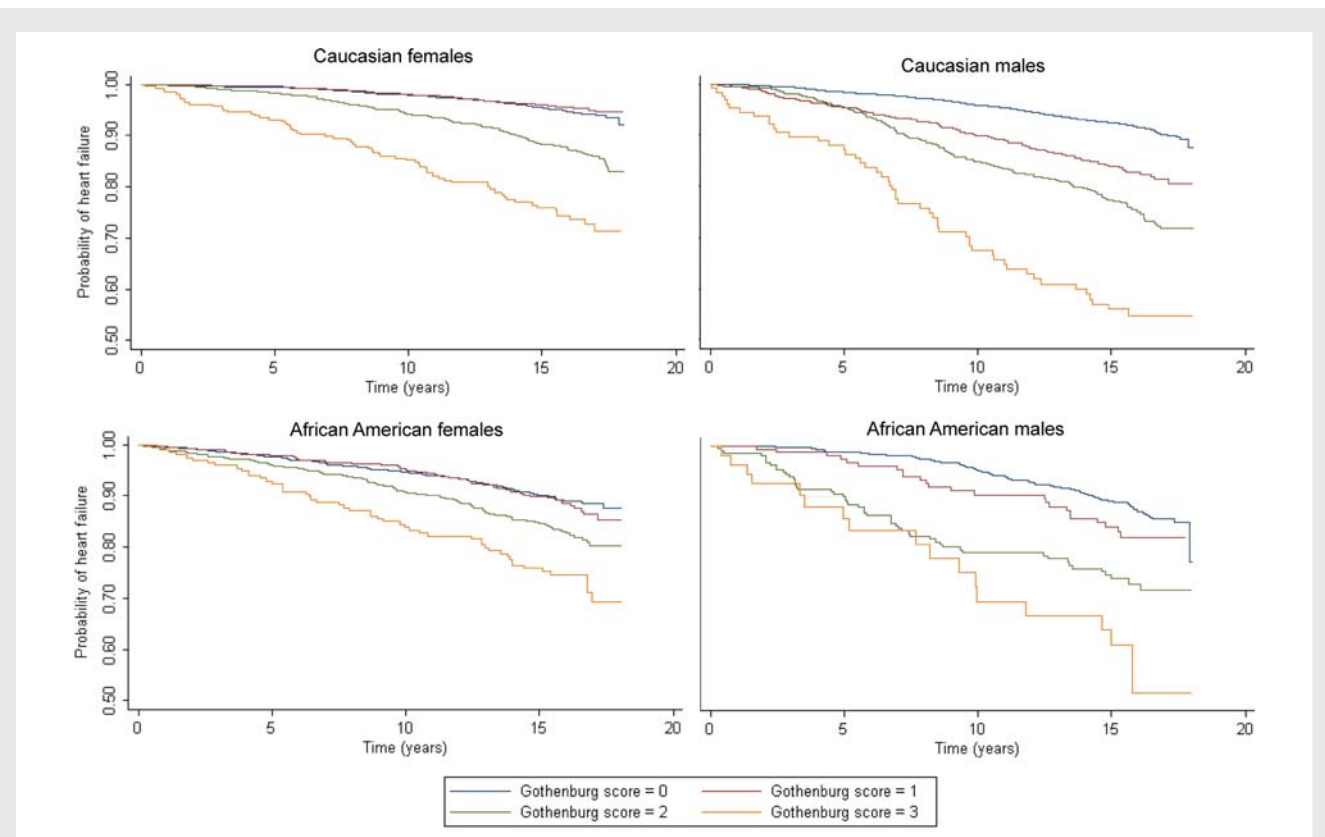 Caucasian females
Probability of heart failure
1.00
0.90
0.80
0.70
0.60
0.50
0 5 10 15 20
Time (years)
Caucasian males
0 5 10 15 20
Time (years)
African American females
Probability of heart failure
1.00
0.90
0.80
0.70
0.60
0.50
0 5 10 15 20
Time (years)
African American males
0 5 10 15 20
Time (years)
Gothenburg score = 0 Gothenburg score = 1
Gothenburg score = 2 Gothenburg score = 3